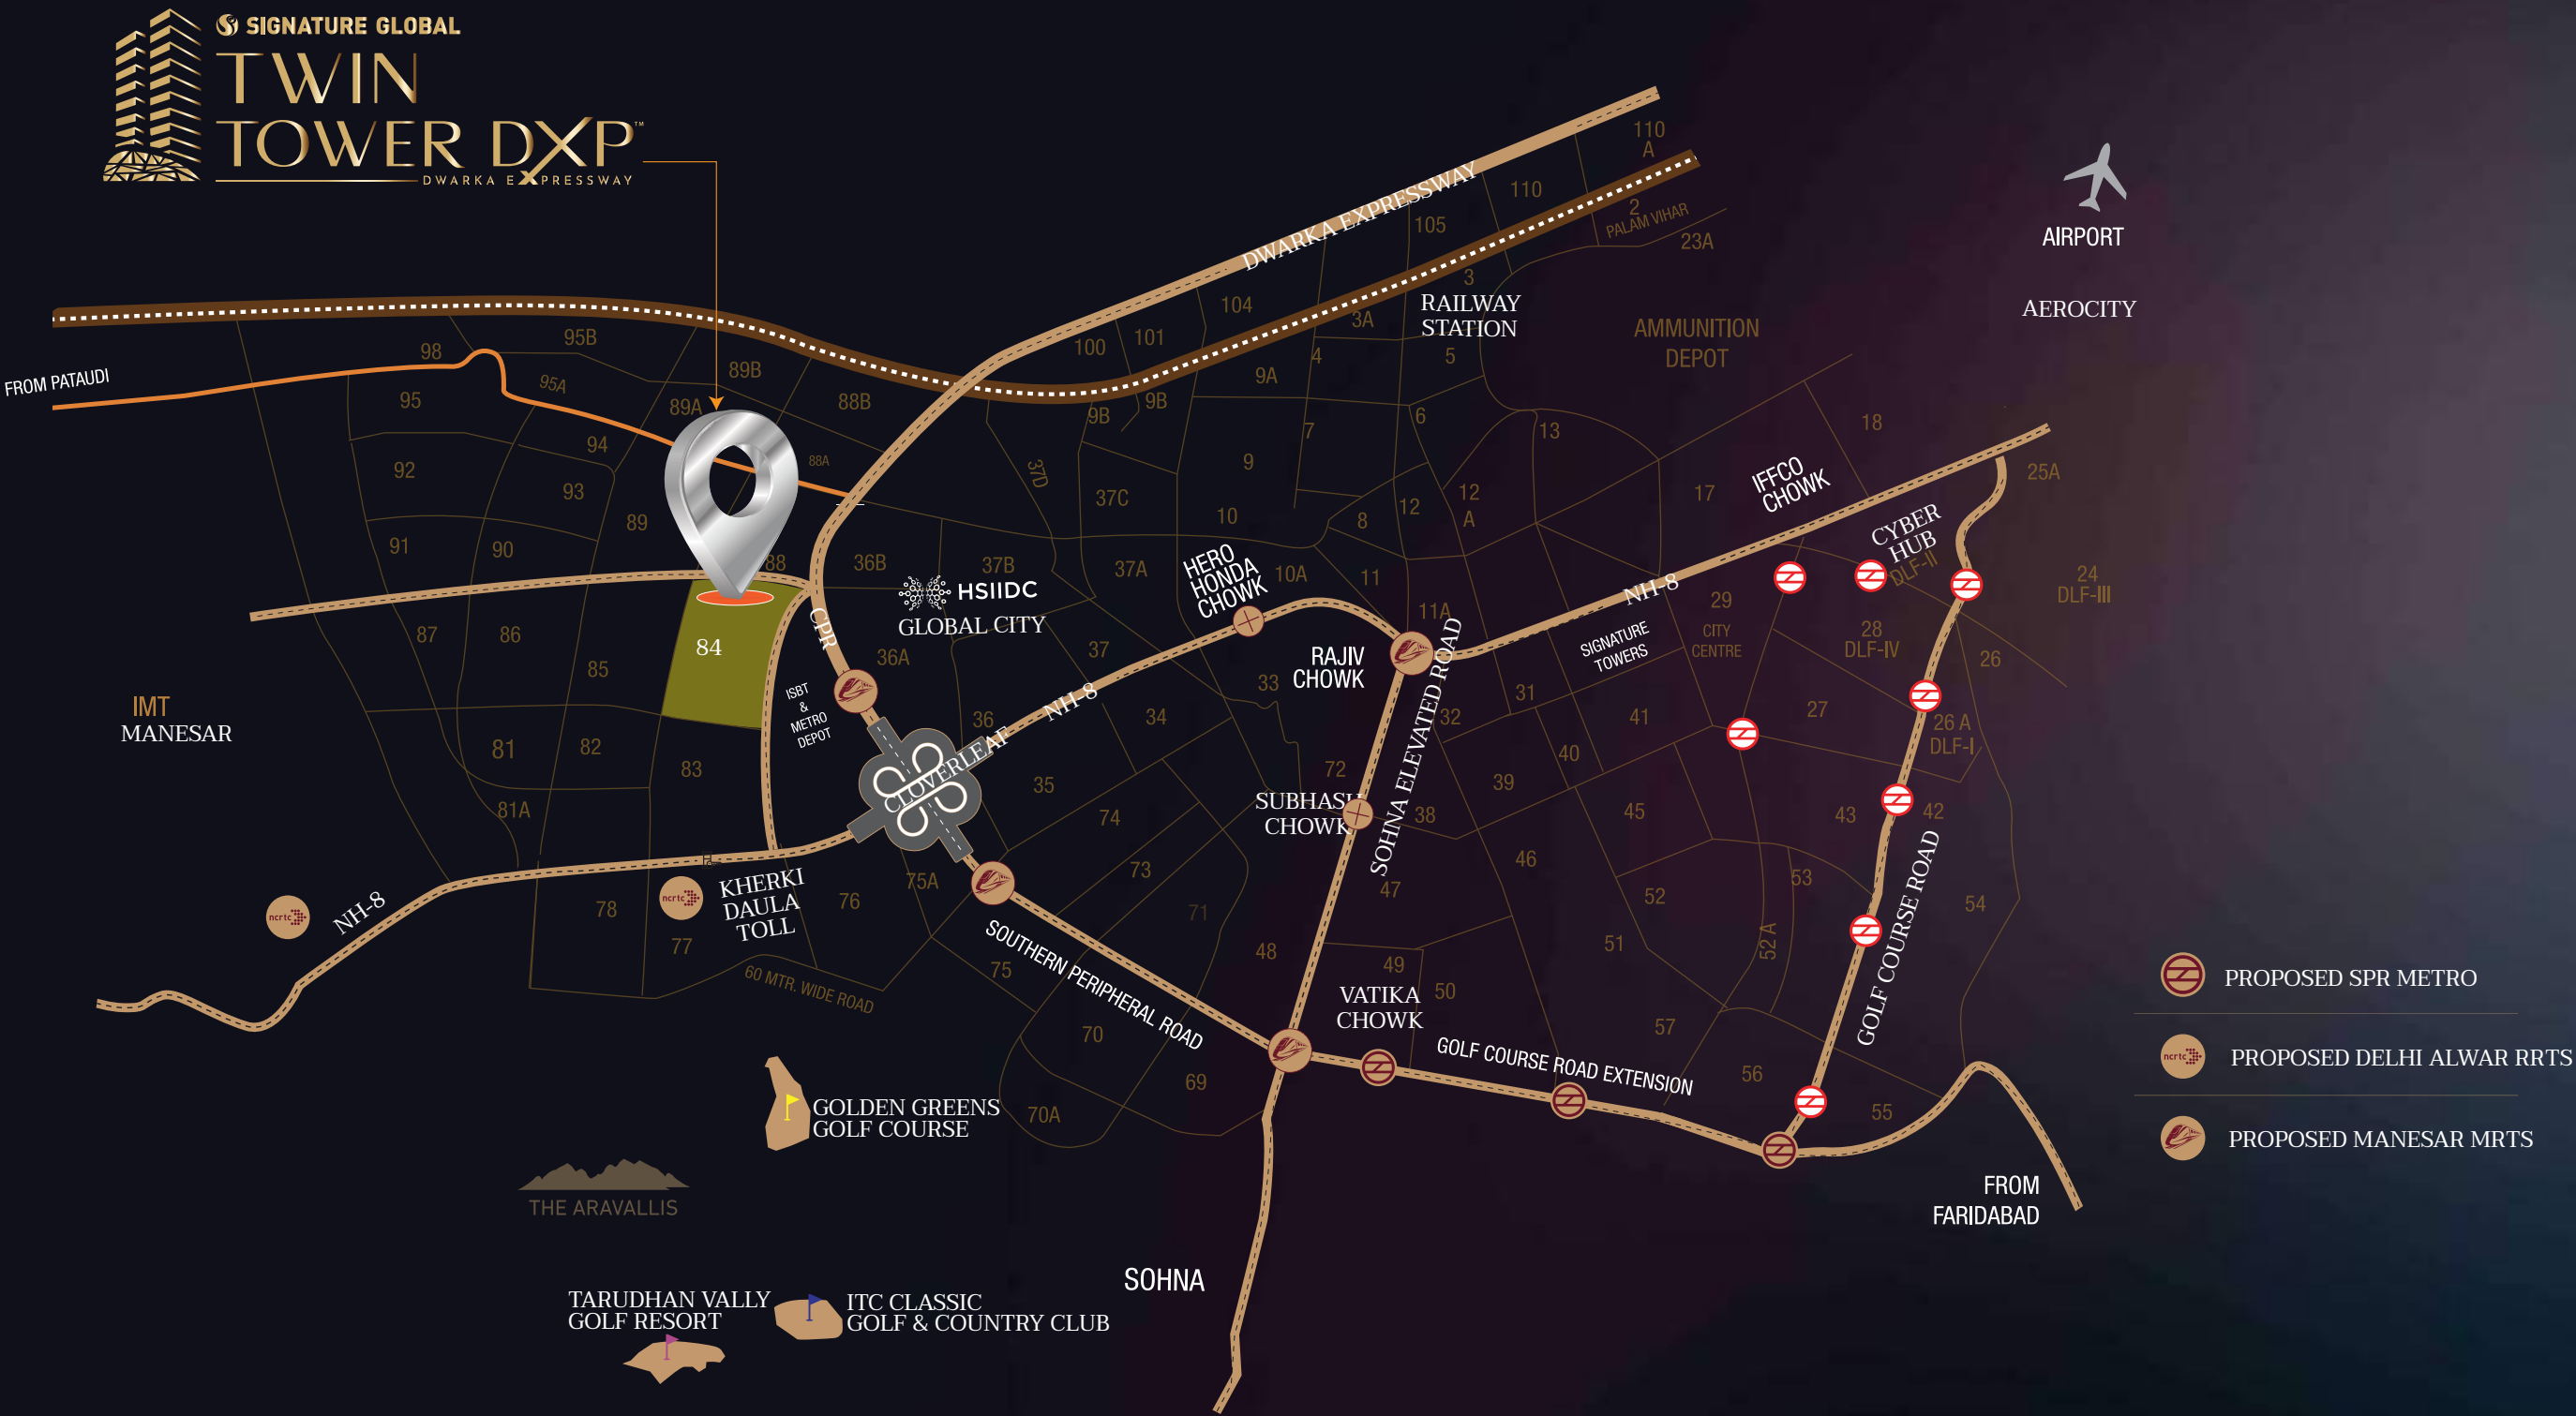 SIGNATURE GLOBAL
TWIN
TOWER DXP™
DWARKA EXPRESSWAY
110
A
110
2
PALAM VIHAR
23A
105
DWARKA EXPRESSWAY
3
AIRPORT
AEROCITY
104
3A
RAILWAY
STATION
AMMUNITION
DEPOT
95B
98
100
101
4
5
FROM PATAUDI
95A
89B
9A
95
89A
88B
9B
9B
6
7
13
18
94
88A
92
9
37D
IFFCO
CHOWK
25A
93
37C
12
12
A
17
89
10
8
CYBER
HUB
DLF-II
91
90
88
36B
37B
37A
HERO
HONDA
CHOWK
10A
11
24
DLF-III
HSIIDC
GLOBAL CITY
NH-8
29
CITY
CENTRE
11A
87
86
84
CPR
36A
37
RAJIV
CHOWK
SIGNATURE
TOWERS
28
DLF-IV
26
85
33
ISBT
&
METRO
DEPOT
NH-8
31
SOHNA ELEVATED ROAD
IMT
MANESAR
36
34
32
41
27
26 A
DLF-I
81
82
83
CLOVERLEAF
35
72
39
40
81A
74
SUBHASH
CHOWK
38
45
43
42
GOLF COURSE ROAD
73
46
75A
47
52
53
NH-8
ncrtc
ncrtc
KHERKI
DAULA
TOLL
78
76
71
54
77
48
51
52 A
SOUTHERN PERIPHERAL ROAD
75
49
50
60 MTR. WIDE ROAD
VATIKA
CHOWK
PROPOSED SPR METRO
70
57
GOLF COURSE ROAD EXTENSION
ncrtc
PROPOSED DELHI ALWAR RRTS
69
56
70A
55
GOLDEN GREENS
GOLF COURSE
PROPOSED MANESAR MRTS
THE ARAVALLIS
FROM
FARIDABAD
SOHNA
TARUDHAN VALLY
GOLF RESORT
ITC CLASSIC
GOLF & COUNTRY CLUB